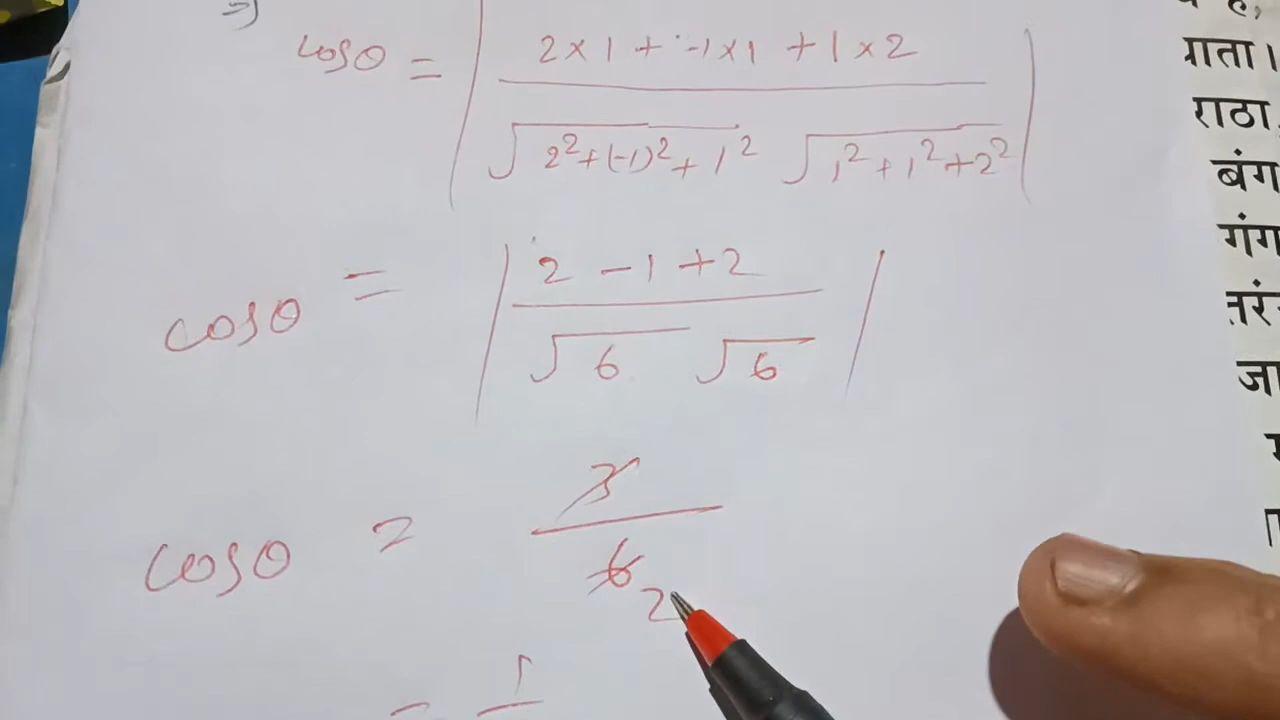 ⇒ cosθ = | 2×1 + -1×1 + 1×2 / √2²+(-1)²+1² √1²+1²+2² |
cosθ = | 2 -1 +2 / √6 √6 |
cosθ = 3 / 6 2
= 1
है,
राठा,
बंग
गंग
जा